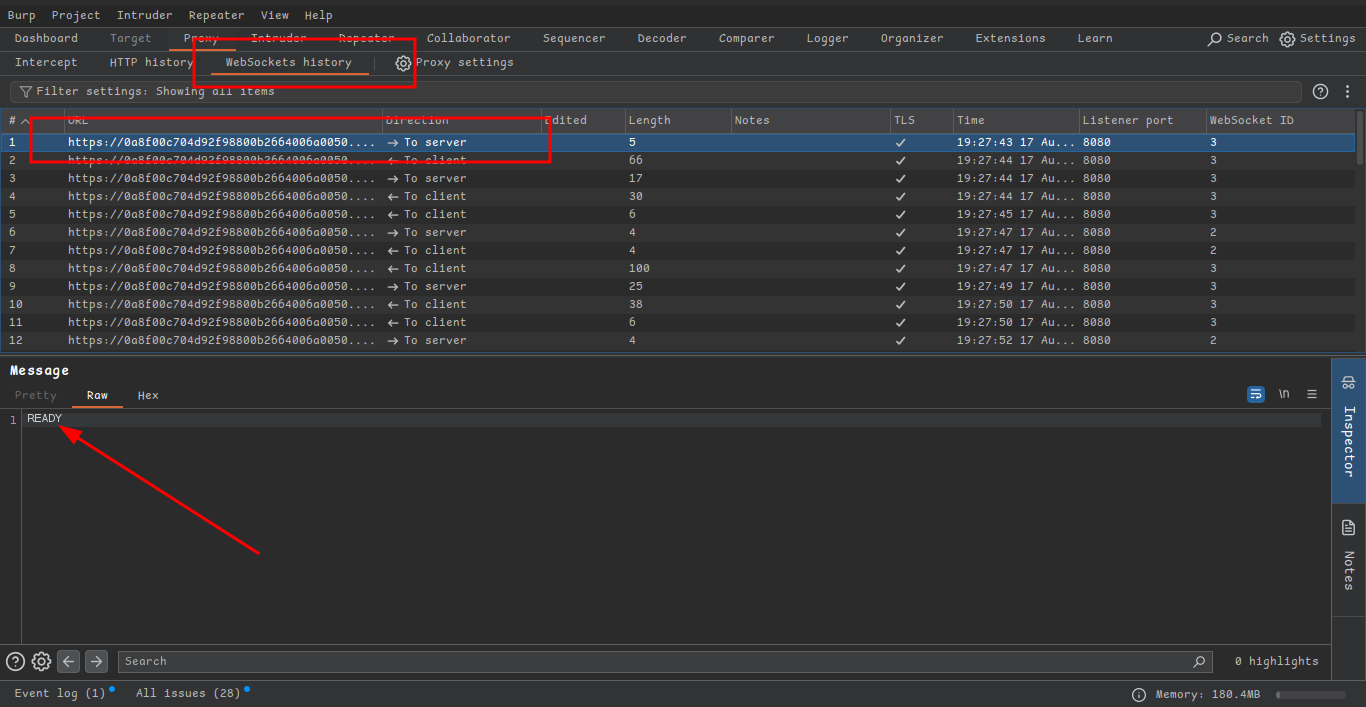 Burp Project Intruder Repeater View Help
Dashboard Target Proxy Intruder Repeater Collaborator Sequencer Decoder Comparer Logger Organizer Extensions Learn Search Settings
Intercept HTTP history WebSockets history Proxy settings
Filter settings: Showing all items
# URL Direction Edited Length Notes TLS Time Listener port WebSocket ID
1 https://0a8f00c704d92f98800b2664006a0050.... → To server 5 ✓ 19:27:43 17 Au... 8080 3
2 https://0a8f00c704d92f98800b2664006a0050.... ← To client 66 ✓ 19:27:44 17 Au... 8080 3
3 https://0a8f00c704d92f98800b2664006a0050.... → To server 17 ✓ 19:27:44 17 Au... 8080 3
4 https://0a8f00c704d92f98800b2664006a0050.... ← To client 30 ✓ 19:27:44 17 Au... 8080 3
5 https://0a8f00c704d92f98800b2664006a0050.... ← To client 6 ✓ 19:27:45 17 Au... 8080 3
6 https://0a8f00c704d92f98800b2664006a0050.... → To server 4 ✓ 19:27:47 17 Au... 8080 2
7 https://0a8f00c704d92f98800b2664006a0050.... ← To client 4 ✓ 19:27:47 17 Au... 8080 2
8 https://0a8f00c704d92f98800b2664006a0050.... ← To client 100 ✓ 19:27:47 17 Au... 8080 3
9 https://0a8f00c704d92f98800b2664006a0050.... → To server 25 ✓ 19:27:49 17 Au... 8080 3
10 https://0a8f00c704d92f98800b2664006a0050.... ← To client 38 ✓ 19:27:50 17 Au... 8080 3
11 https://0a8f00c704d92f98800b2664006a0050.... ← To client 6 ✓ 19:27:50 17 Au... 8080 3
12 https://0a8f00c704d92f98800b2664006a0050.... → To server 4 ✓ 19:27:52 17 Au... 8080 2
Message
Pretty Raw Hex \n
1 READY
Inspector
Notes
Search 0 highlights
Event log (1) All issues (28) Memory: 180.4MB